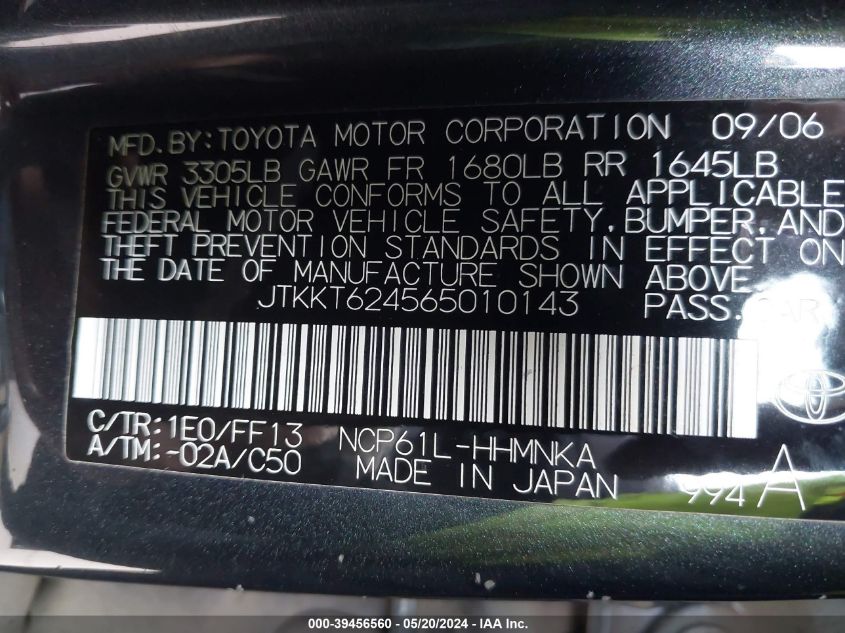 MFD. BY: TOYOTA MOTOR CORPORATION 09/06
GVWR 3305LB GAWR FR 1680LB RR 1645LB
THIS VEHICLE CONFORMS TO ALL APPLICABLE
FEDERAL MOTOR VEHICLE SAFETY, BUMPER, AND
THEFT PREVENTION STANDARDS IN EFFECT ON
THE DATE OF MANUFACTURE SHOWN ABOVE.
JTKKT624565010143 PASS. CAR
C/TR: 1E0/FF13 NCP61L-HHMNKA
A/TM: -02A/C50 MADE IN JAPAN 994 A
000-39456560 - 05/20/2024 - IAA Inc.